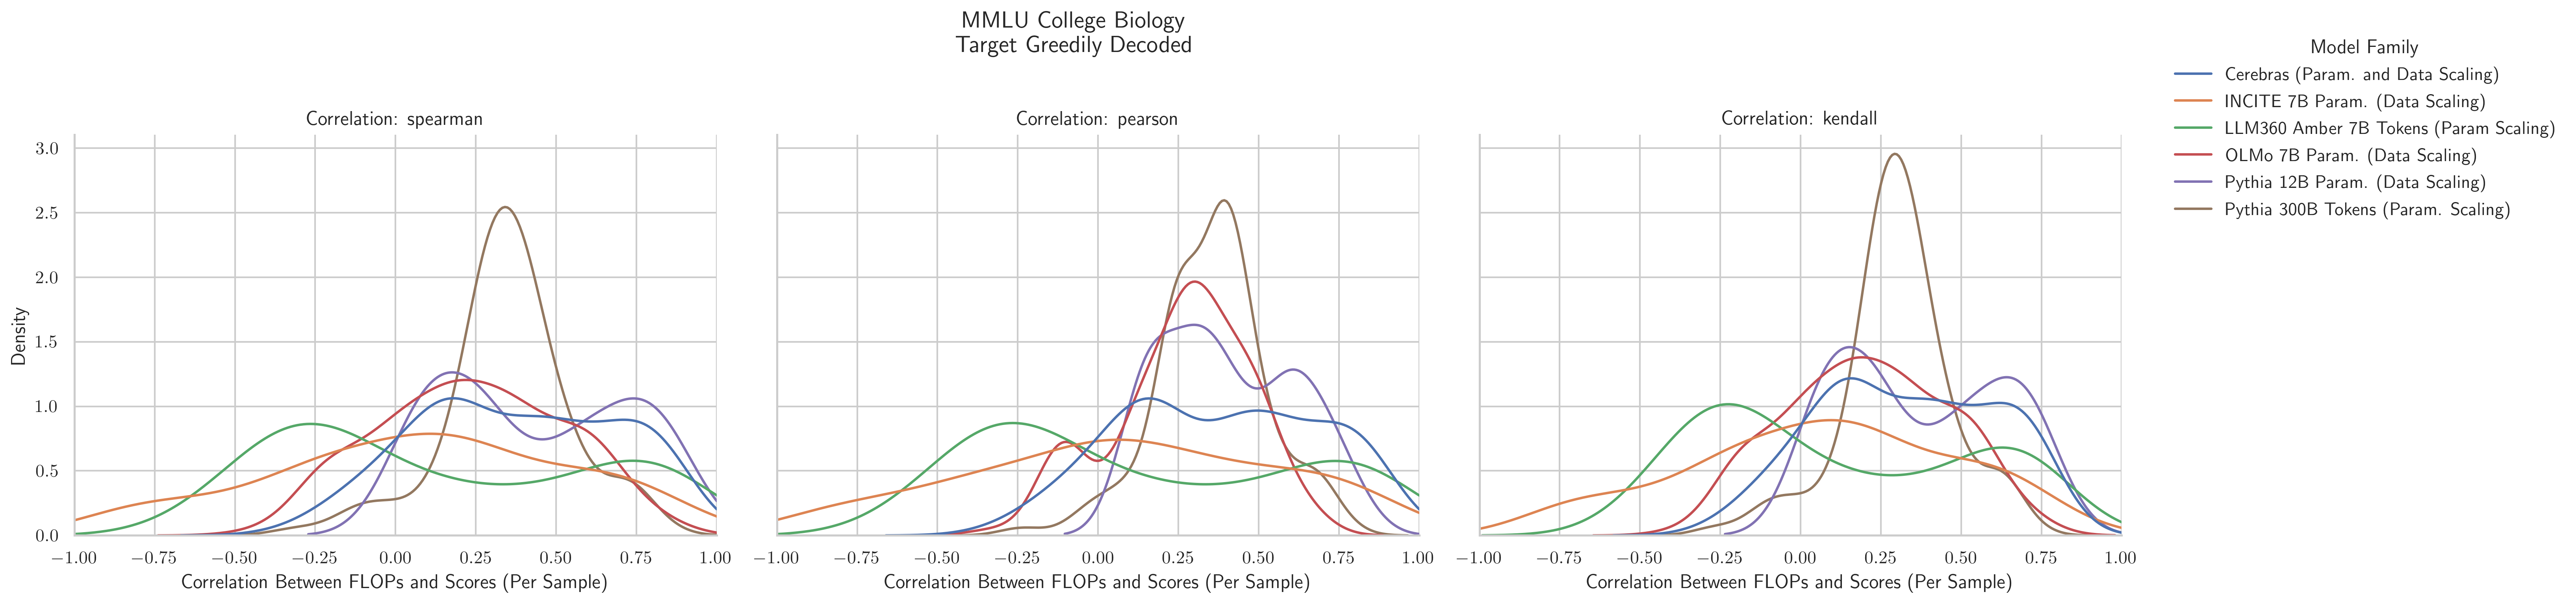 MMLU College Biology
Target Greedily Decoded
Model Family
Cerebras (Param. and Data Scaling)
INCITE 7B Param. (Data Scaling)
LLM360 Amber 7B Tokens (Param Scaling)
OLMo 7B Param. (Data Scaling)
Pythia 12B Param. (Data Scaling)
Pythia 300B Tokens (Param. Scaling)
Correlation: spearman
Correlation: pearson
Correlation: kendall
Density
3.0
2.5
2.0
1.5
1.0
0.5
0.0
−1.00 −0.75 −0.50 −0.25 0.00 0.25 0.50 0.75 1.00
−1.00 −0.75 −0.50 −0.25 0.00 0.25 0.50 0.75 1.00
−1.00 −0.75 −0.50 −0.25 0.00 0.25 0.50 0.75 1.00
Correlation Between FLOPs and Scores (Per Sample)
Correlation Between FLOPs and Scores (Per Sample)
Correlation Between FLOPs and Scores (Per Sample)